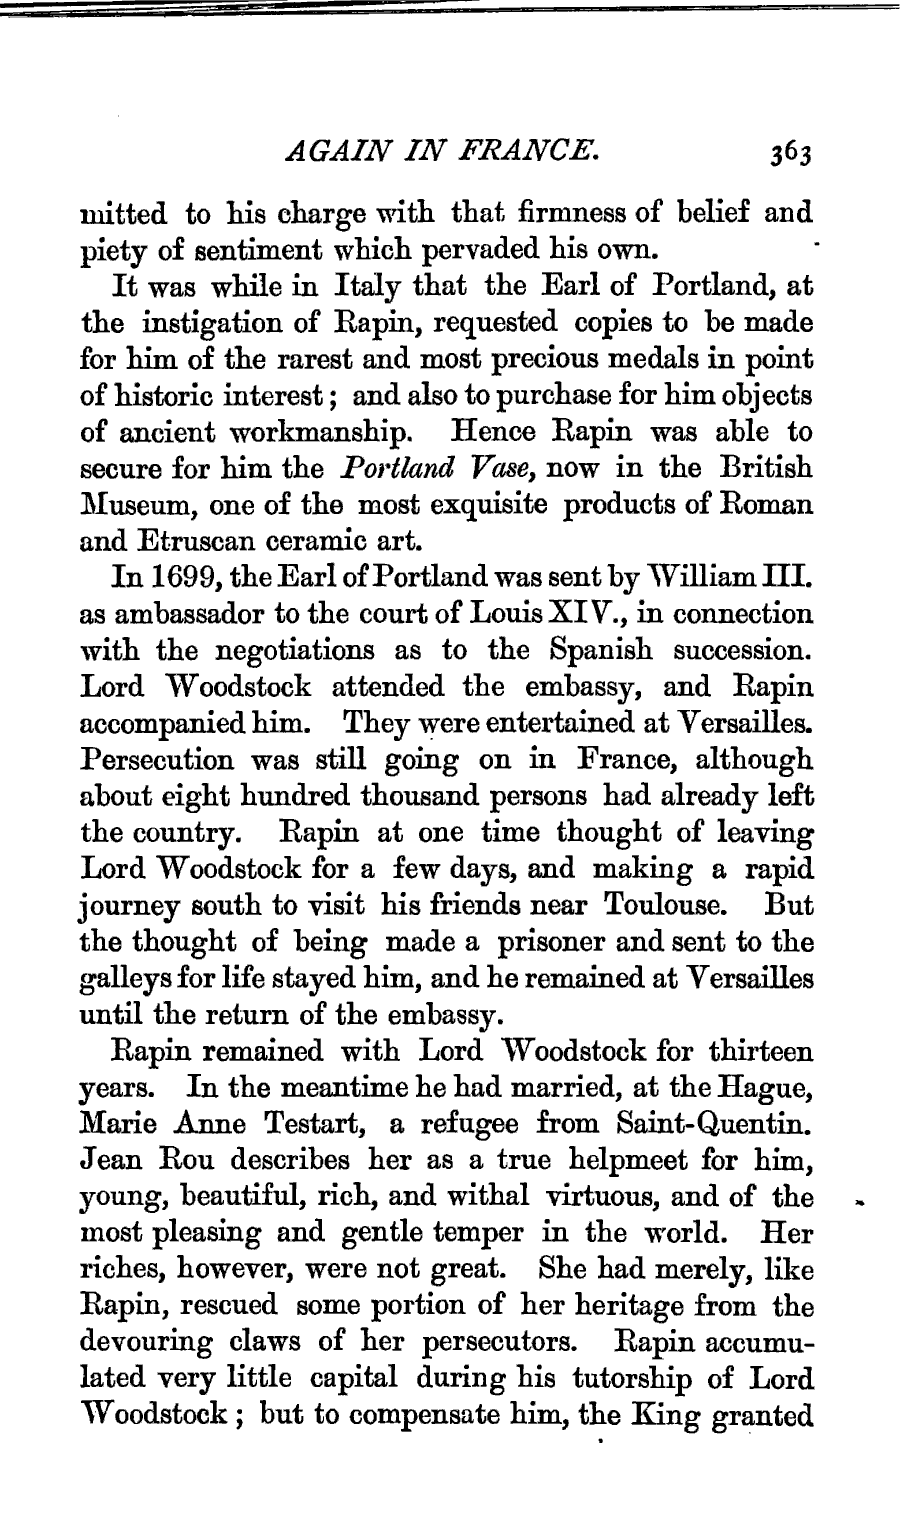 AGAIN IN FRANCE. 363
mitted to his charge with that firmness of belief and
piety of sentiment which pervaded his own.
It was while in Italy that the Earl of Portland, at
the instigation of Rapin, requested copies to be made
for him of the rarest and most precious medals in point
of historic interest ; and also to purchase for him objects
of ancient workmanship. Hence Rapin was able to
secure for him the Portland Vase, now in the British
Museum, one of the most exquisite products of Roman
and Etruscan ceramic art.
In 1699, the Earl of Portland was sent by William III.
as ambassador to the court of Louis XIV., in connection
with the negotiations as to the Spanish succession.
Lord Woodstock attended the embassy, and Rapin
accompanied him. They were entertained at Versailles.
Persecution was still going on in France, although
about eight hundred thousand persons had already left
the country. Rapin at one time thought of leaving
Lord Woodstock for a few days, and making a rapid
journey south to visit his friends near Toulouse. But
the thought of being made a prisoner and sent to the
galleys for life stayed him, and he remained at Versailles
until the return of the embassy.
Rapin remained with Lord Woodstock for thirteen
years. In the meantime he had married, at the Hague,
Marie Anne Testart, a refugee from Saint-Quentin.
Jean Rou describes her as a true helpmeet for him,
young, beautiful, rich, and withal virtuous, and of the
most pleasing and gentle temper in the world. Her
riches, however, were not great. She had merely, like
Rapin, rescued some portion of her heritage from the
devouring claws of her persecutors. Rapin accumu-
lated very little capital during his tutorship of Lord
Woodstock ; but to compensate him, the King granted